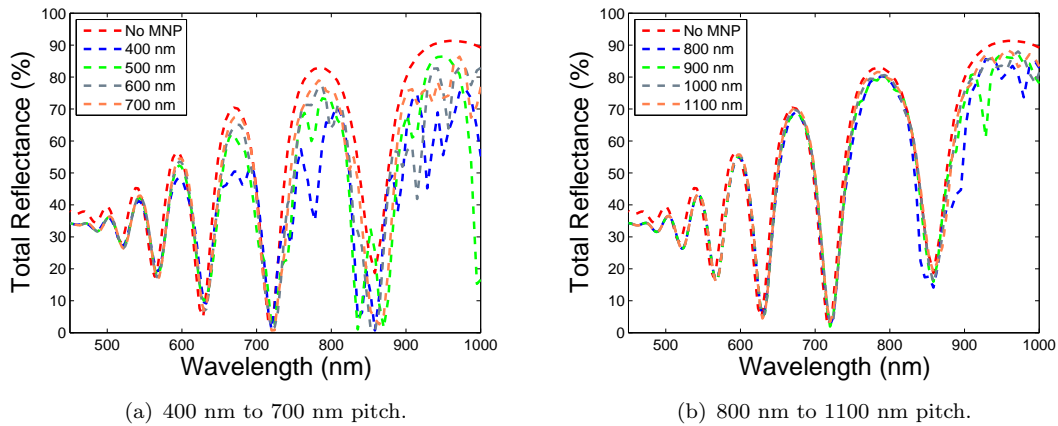 100
90
80
70
60
50
40
30
20
10
0
Total Reflectance (%)
No MNP
400 nm
500 nm
600 nm
700 nm
500 600 700 800 900 1000
Wavelength (nm)
(a) 400 nm to 700 nm pitch.
100
90
80
70
60
50
40
30
20
10
0
Total Reflectance (%)
No MNP
800 nm
900 nm
1000 nm
1100 nm
500 600 700 800 900 1000
Wavelength (nm)
(b) 800 nm to 1100 nm pitch.